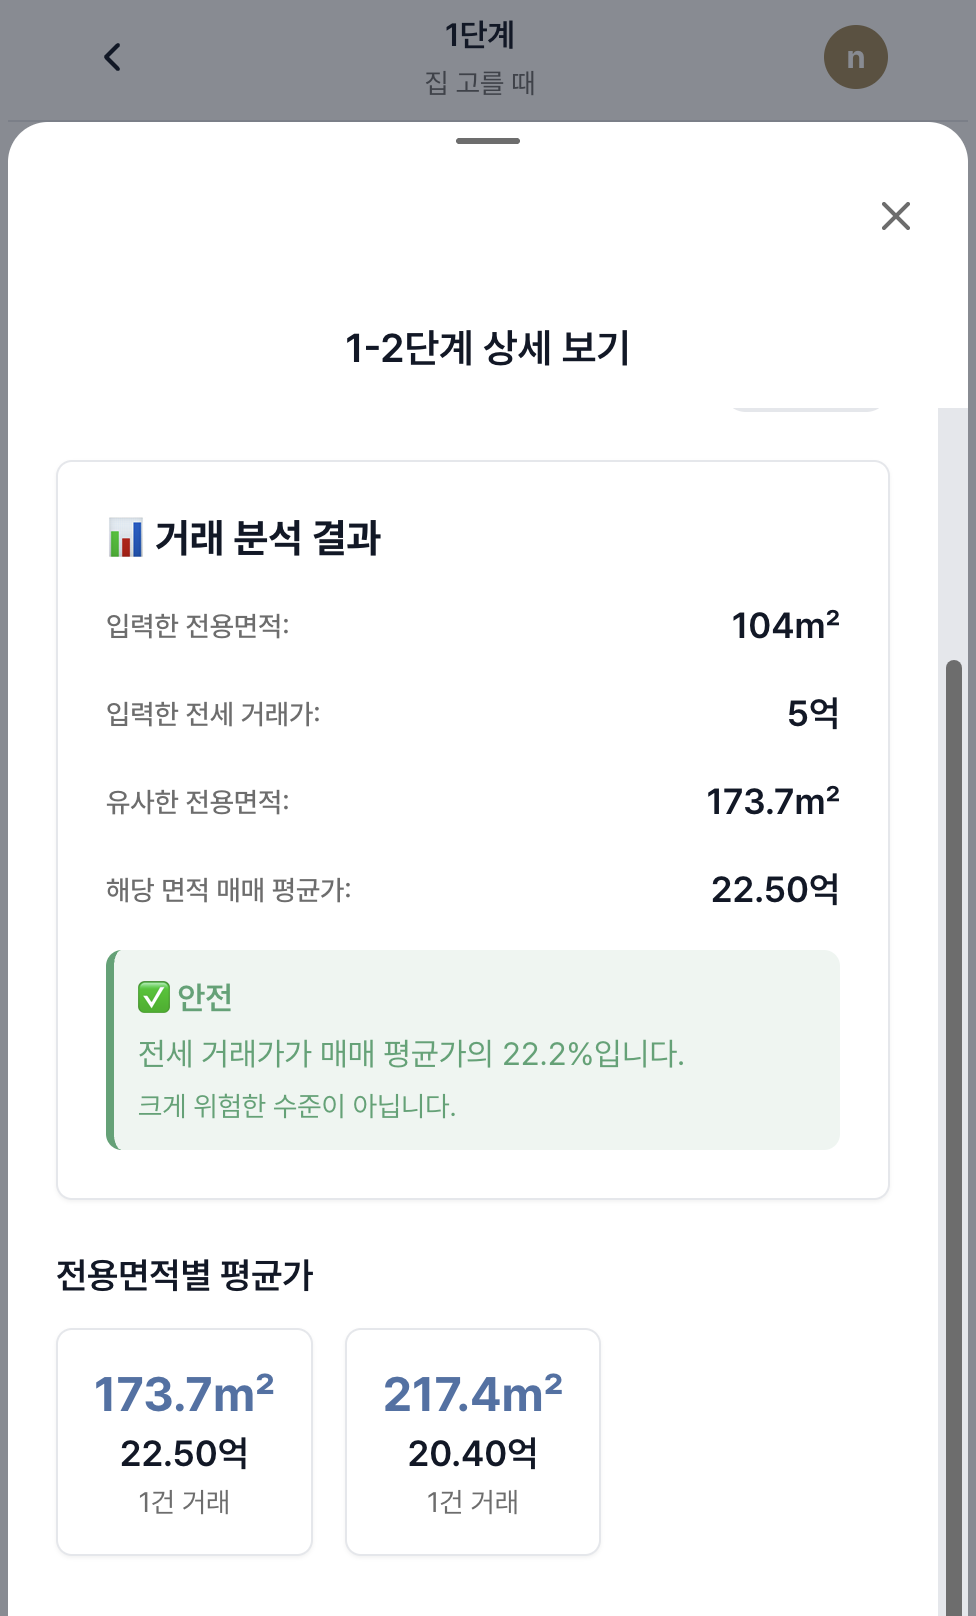 1단계
집 고를 때
n
1-2단계 상세 보기
📊 거래 분석 결과
입력한 전용면적: 104m²
입력한 전세 거래가: 5억
유사한 전용면적: 173.7m²
해당 면적 매매 평균가: 22.50억
✅ 안전
전세 거래가가 매매 평균가의 22.2%입니다.
크게 위험한 수준이 아닙니다.
전용면적별 평균가
173.7m²
22.50억
1건 거래
217.4m²
20.40억
1건 거래